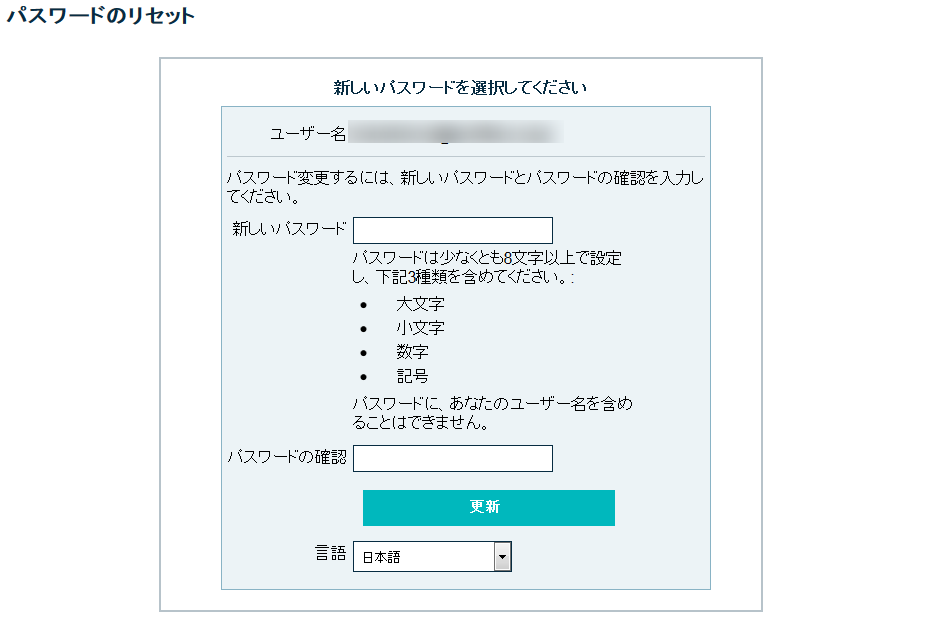 パスワードのリセット
新しいパスワードを選択してください
ユーザー名
パスワード変更するには、新しいパスワードとパスワードの確認を入力し
てください。
新しいパスワード
パスワードは少なくとも8文字以上で設定
し、下記3種類を含めてください。:
• 大文字
• 小文字
• 数字
• 記号
パスワードに、あなたのユーザー名を含め
ることはできません。
パスワードの確認
更新
言語 日本語